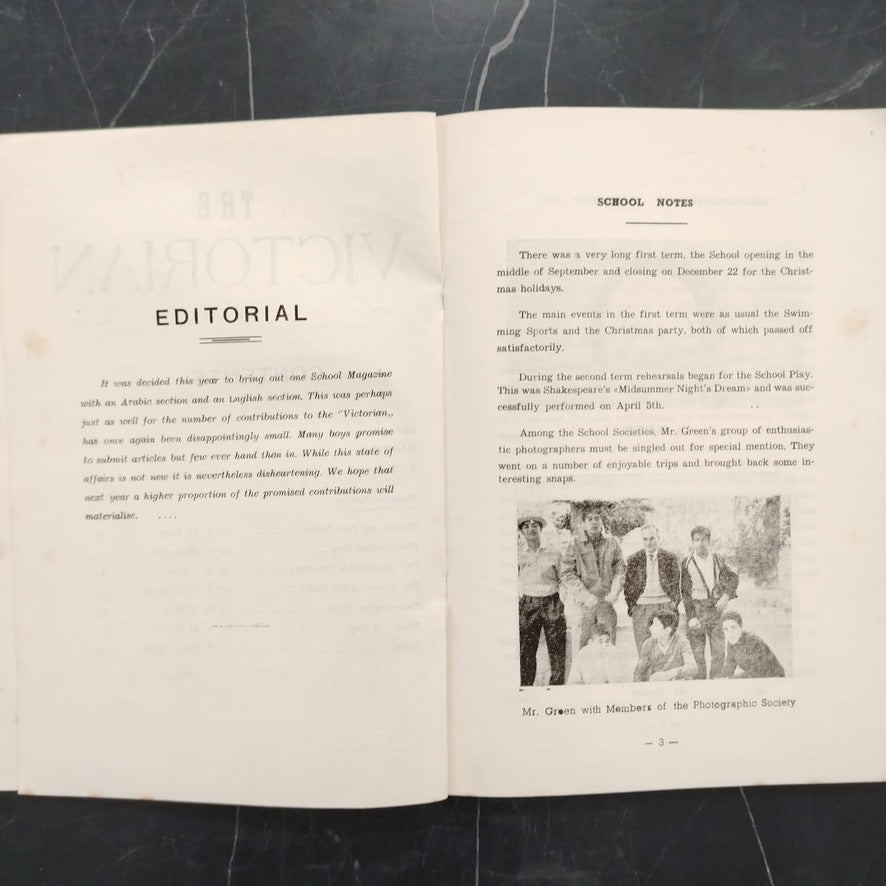 EDITORIAL
It was decided this year to bring out one School Magazine
with an Arabic section and an English section. This was perhaps
just as well for the number of contributions to the "Victorian„
has once again been disappointingly small. Many boys promise
to submit articles but few ever hand then in. While this state of
affairs is not new it is nevertheless disheartening. We hope that
next year a higher proportion of the promised contributions will
materialise. ....
SCHOOL NOTES
There was a very long first term, the School opening in the
middle of September and closing on December 22 for the Christ-
mas holidays.
The main events in the first term were as usual the Swim-
ming Sports and the Christmas party, both of which passed off
satisfactorily.
During the second term rehearsals began for the School Play.
This was Shakespeare's «Midsummer Night's Dream» and was suc-
cessfully performed on April 5th. ..
Among the School Societies, Mr. Green's group of enthusias-
tic photographers must be singled out for special mention. They
went on a number of enjoyable trips and brought back some in-
teresting snaps.
Mr. Green with Members of the Photographic Society
— 3 —
THE
VICTORIAN